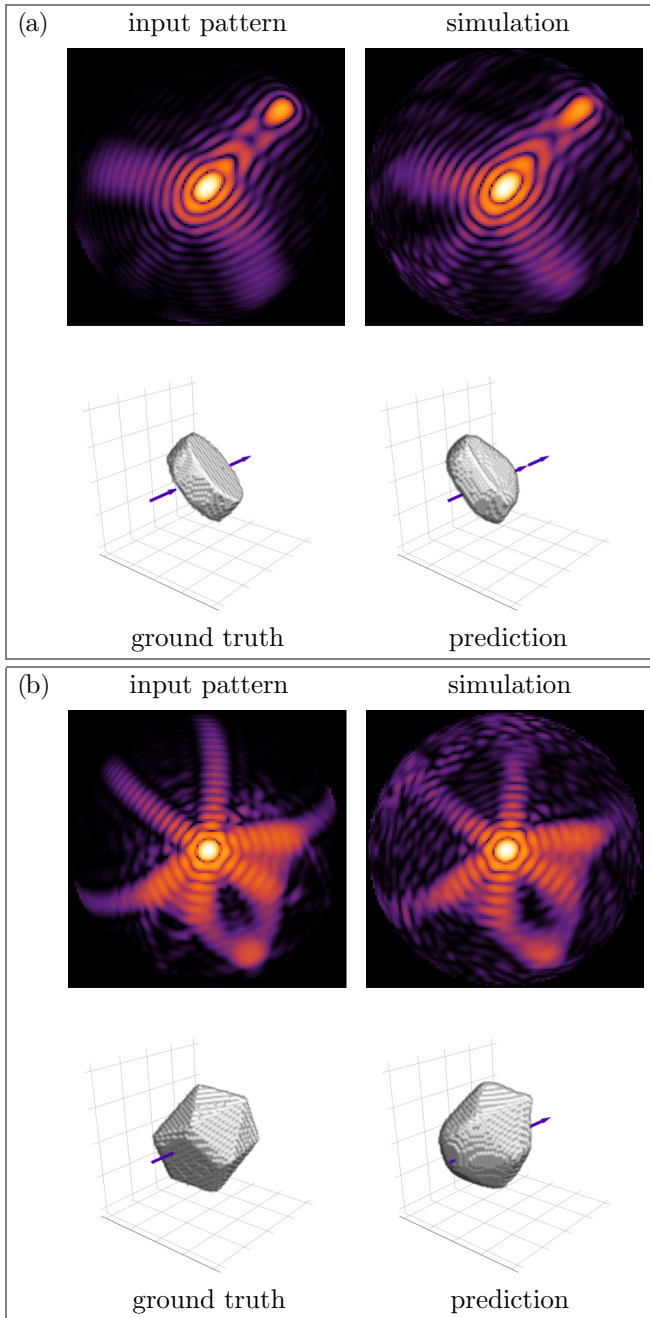 (a) input pattern simulation
ground truth prediction
(b) input pattern simulation
ground truth prediction